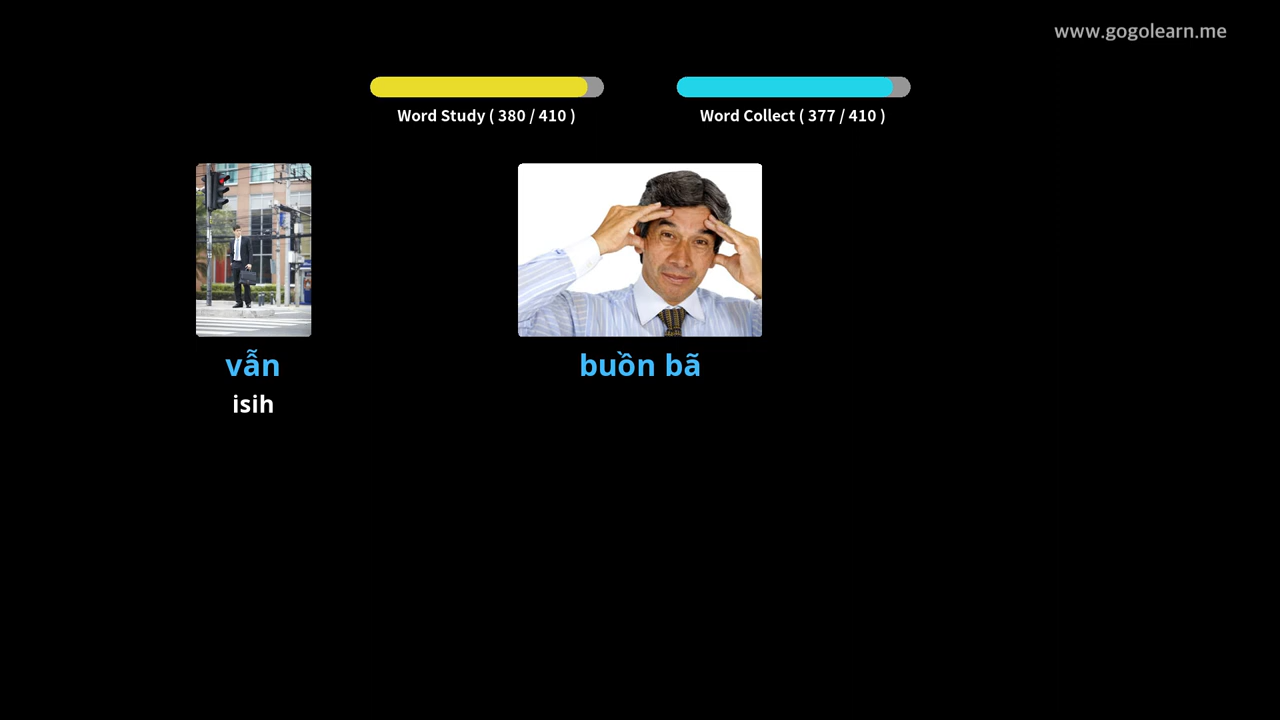 www.gogolearn.me
Word Study ( 380 / 410 )
Word Collect ( 377 / 410 )
vẫn
isih
buồn bã